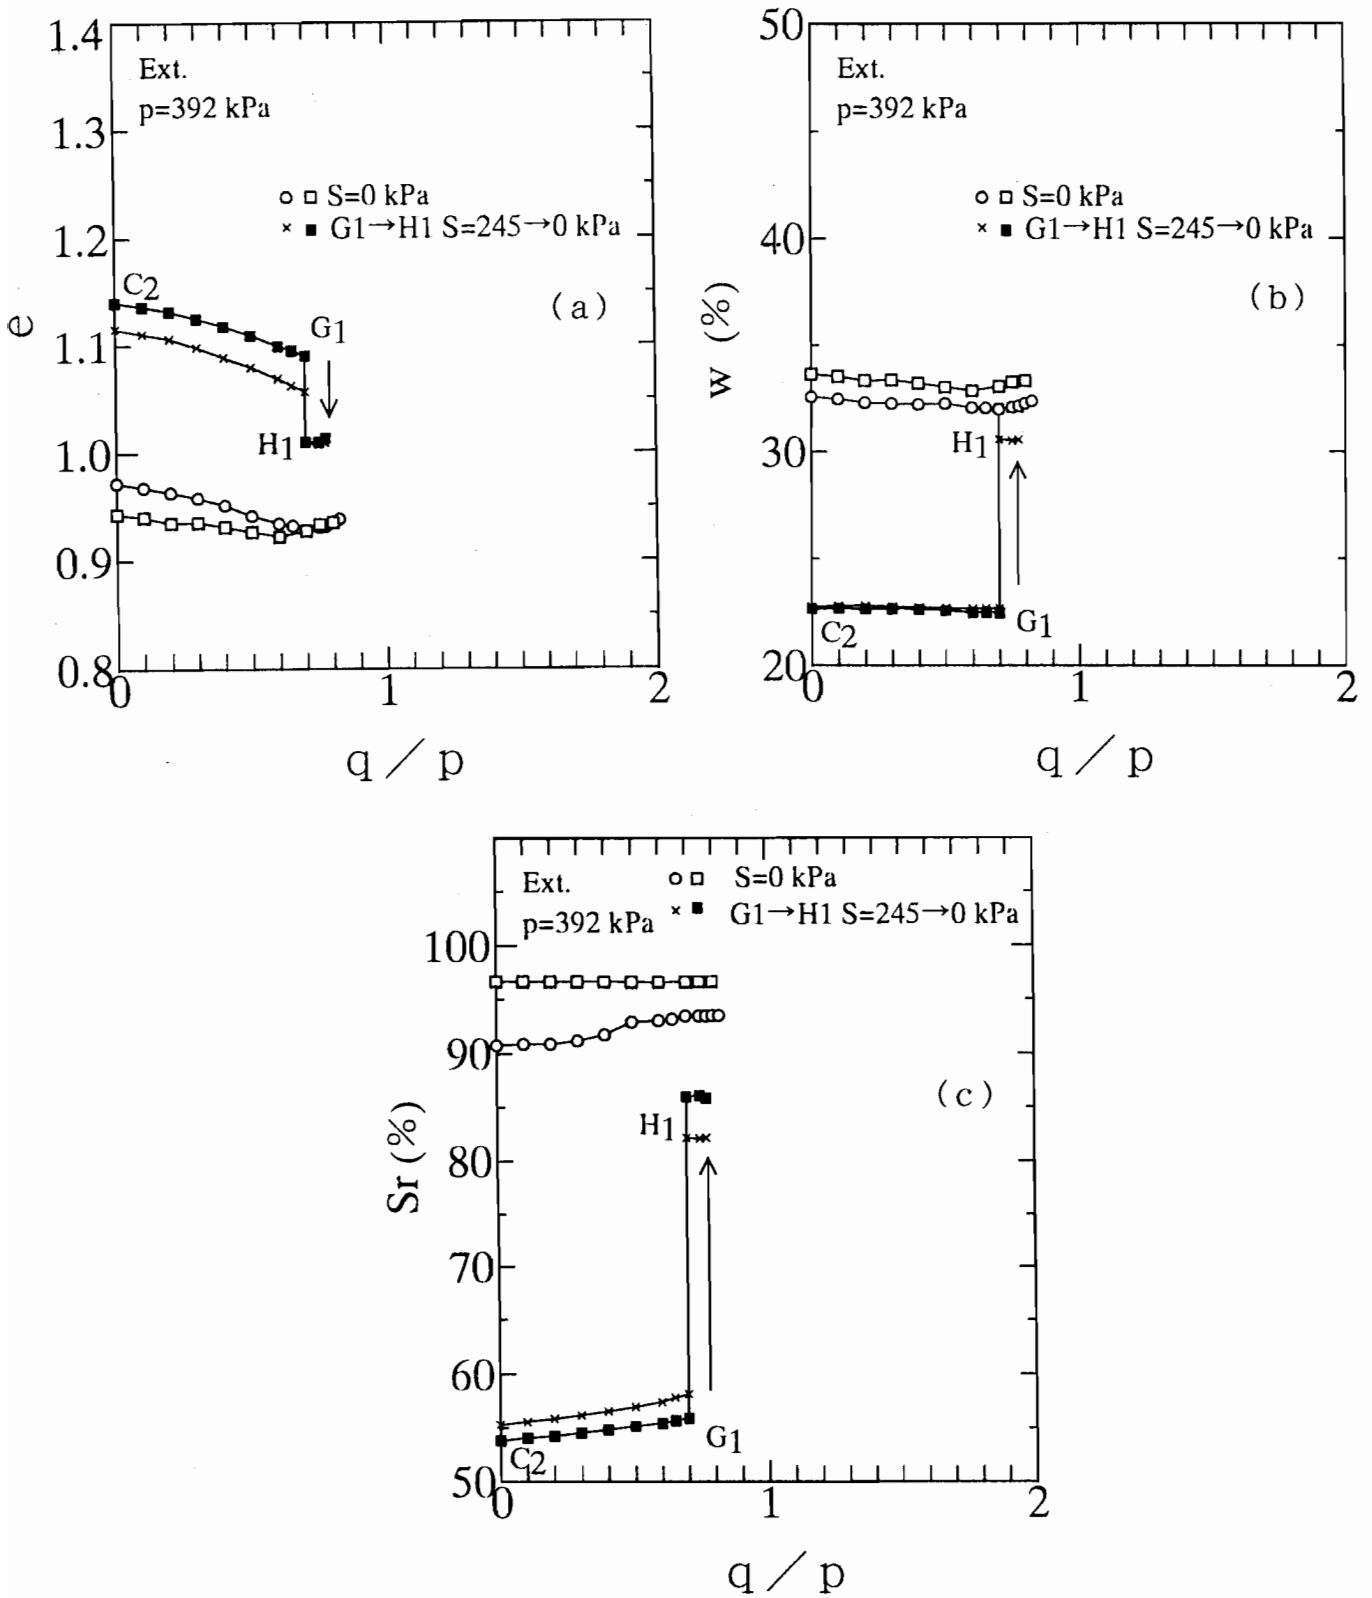 1.4
1.3
1.2
1.1
1.0
0.9
0.8
e
Ext.
p=392 kPa
○ □ S=0 kPa
× ■ G1→H1 S=245→0 kPa
C2
(a)
G1
H1
0 1 2
q／p
50
40
30
20
w (%)
Ext.
p=392 kPa
○ □ S=0 kPa
× ■ G1→H1 S=245→0 kPa
(b)
H1
C2
G1
0 1 2
q／p
100
90
80
70
60
50
Sr (%)
Ext. ○ □ S=0 kPa
p=392 kPa × ■ G1→H1 S=245→0 kPa
(c)
H1
G1
C2
0 1 2
q／p